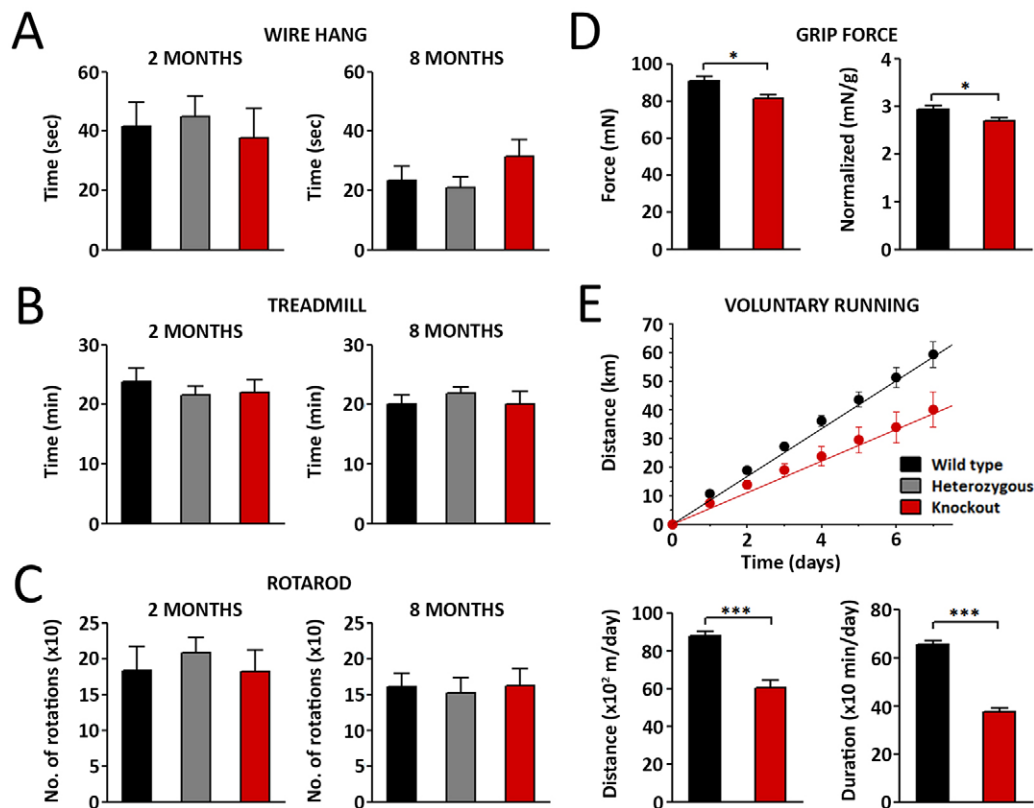 A
WIRE HANG
2 MONTHS
8 MONTHS
Time (sec)
60
40
20
0
Time (sec)
60
40
20
0
B
TREADMILL
2 MONTHS
8 MONTHS
Time (min)
30
20
10
0
Time (min)
30
20
10
0
C
ROTAROD
2 MONTHS
8 MONTHS
No. of rotations (x10)
25
20
15
10
5
0
No. of rotations (x10)
25
20
15
10
5
0
D
GRIP FORCE
*
*
Force (mN)
100
80
60
40
20
0
Normalized (mN/g)
4
3
2
1
0
E
VOLUNTARY RUNNING
Distance (km)
70
60
50
40
30
20
10
0
0 2 4 6
Time (days)
Wild type
Heterozygous
Knockout
***
***
Distance (x10² m/day)
100
80
60
40
20
0
Duration (x10 min/day)
80
60
40
20
0